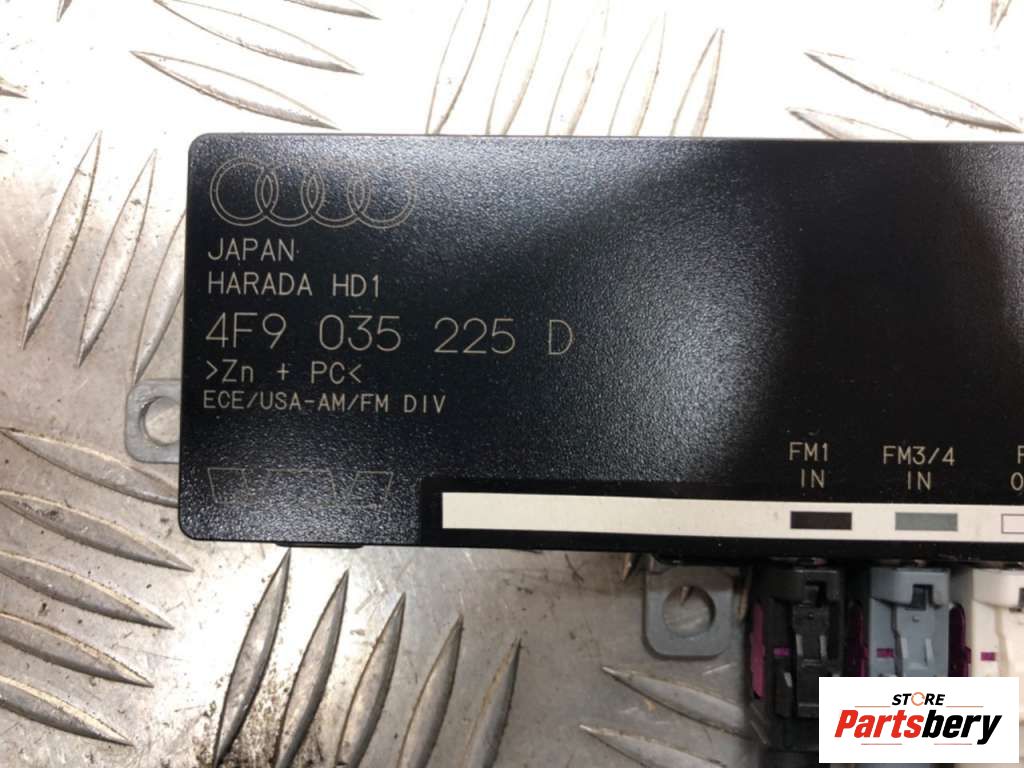 JAPAN
HARADA HD1
4F9 035 225 D
>Zn + PC<
ECE/USA-AM/FM DIV
FM1 FM3/4
IN IN
STORE
Partsbery